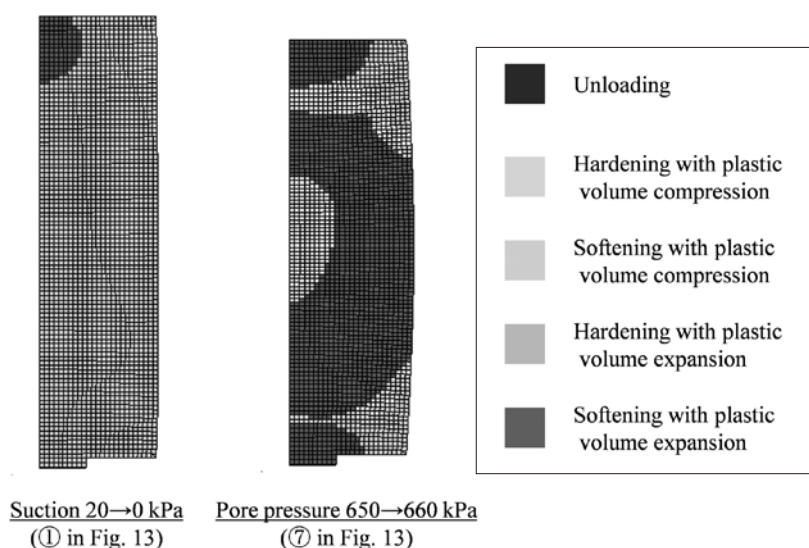 Unloading
Hardening with plastic
volume compression
Softening with plastic
volume compression
Hardening with plastic
volume expansion
Softening with plastic
volume expansion
Suction 20→0 kPa
(① in Fig. 13)
Pore pressure 650→660 kPa
(⑦ in Fig. 13)